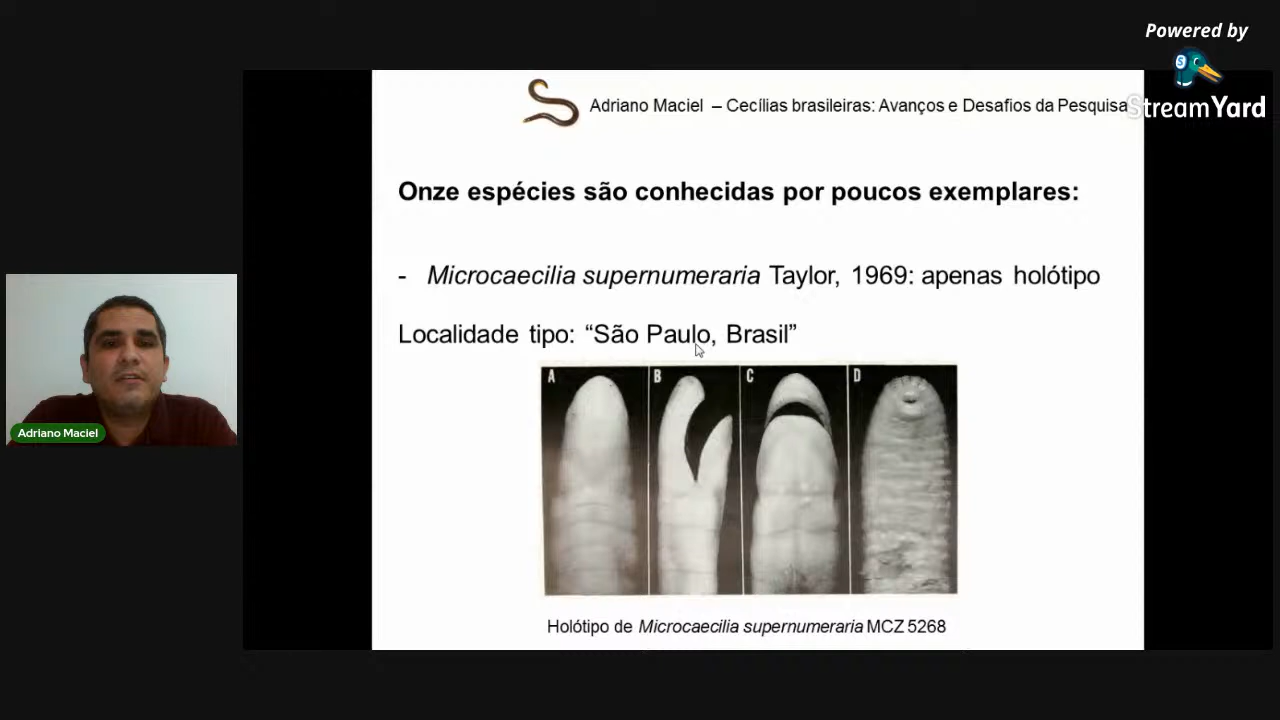 Powered by
StreamYard
Adriano Maciel – Cecílias brasileiras: Avanços e Desafios da Pesquisa
Onze espécies são conhecidas por poucos exemplares:
- Microcaecilia supernumeraria Taylor, 1969: apenas holótipo
Localidade tipo: “São Paulo, Brasil”
A B C D
Holótipo de Microcaecilia supernumeraria MCZ 5268
Adriano Maciel